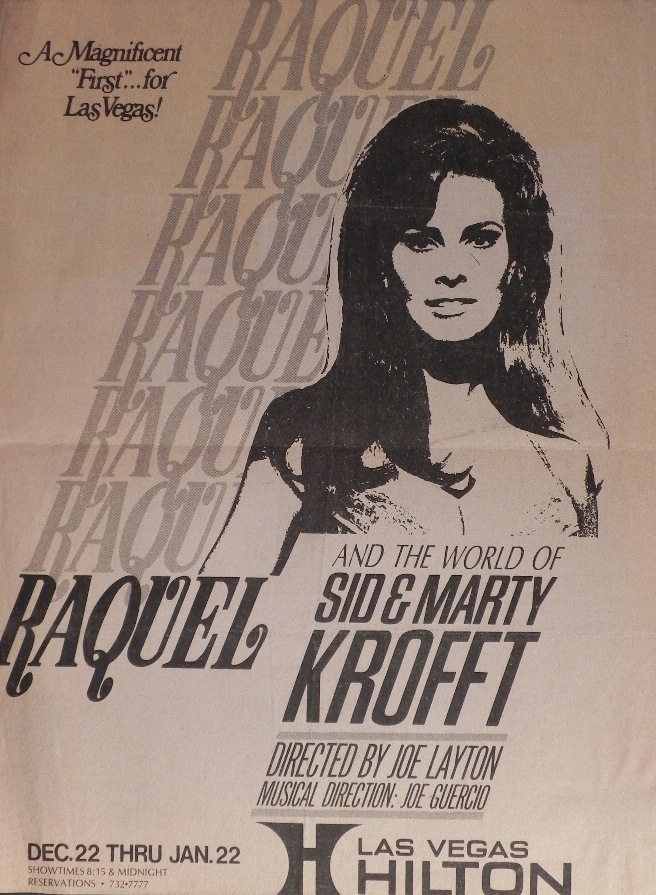 A Magnificent
"First"...for
Las Vegas!
RAQUEL
RAQUEL
RAQUEL
RAQUEL
RAQUEL
RAQUEL
RAQUEL
AND THE WORLD OF
SID & MARTY
KROFFT
DIRECTED BY JOE LAYTON
MUSICAL DIRECTION: JOE GUERCIO
DEC. 22 THRU JAN. 22
SHOWTIMES 8:15 & MIDNIGHT
RESERVATIONS • 732•7777
H LAS VEGAS
HILTON